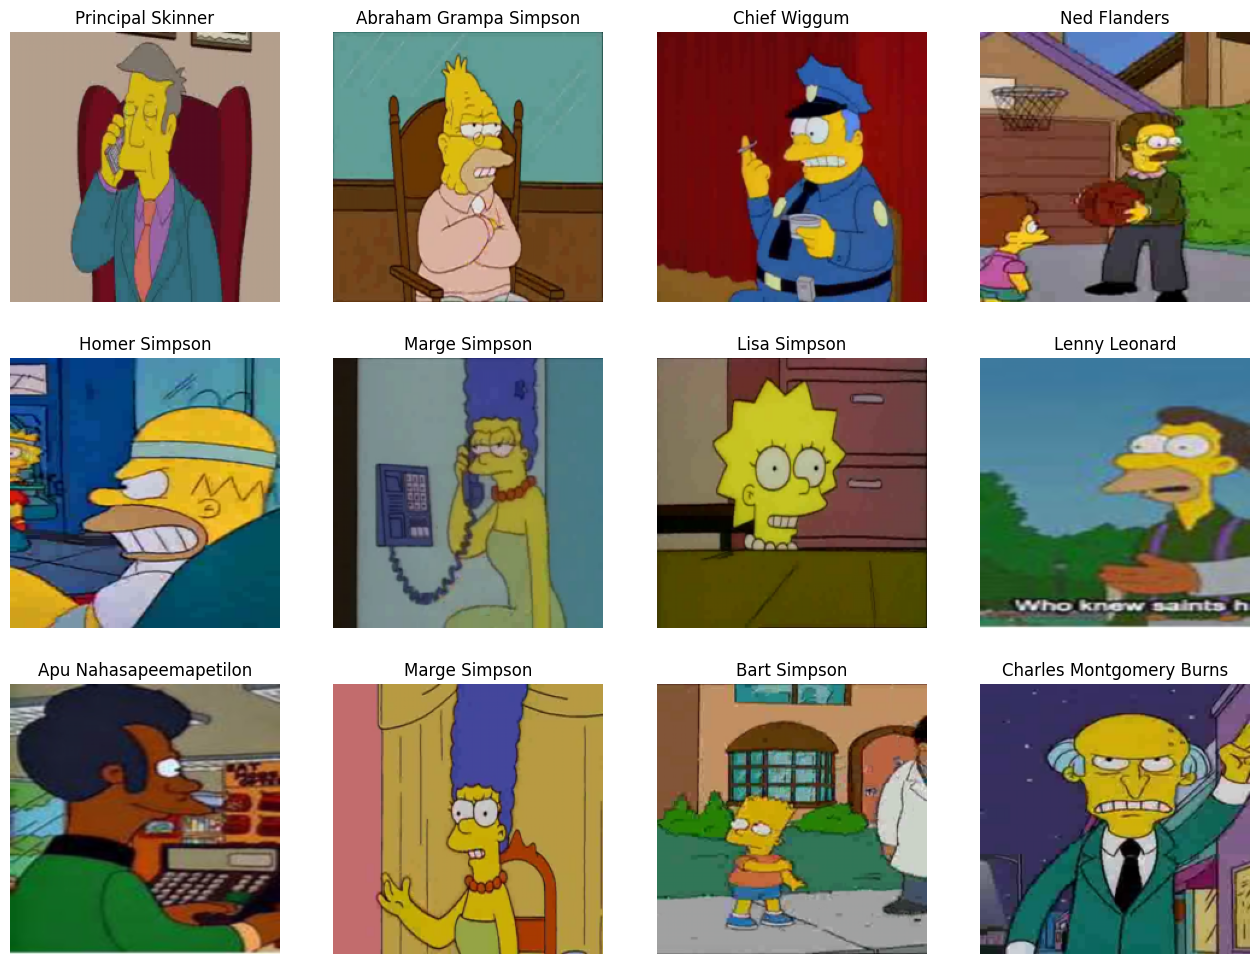 Principal Skinner
Abraham Grampa Simpson
Chief Wiggum
Ned Flanders
Homer Simpson
Marge Simpson
Lisa Simpson
Lenny Leonard
Who knew saints h
Apu Nahasapeemapetilon
Marge Simpson
Bart Simpson
Charles Montgomery Burns
EAT